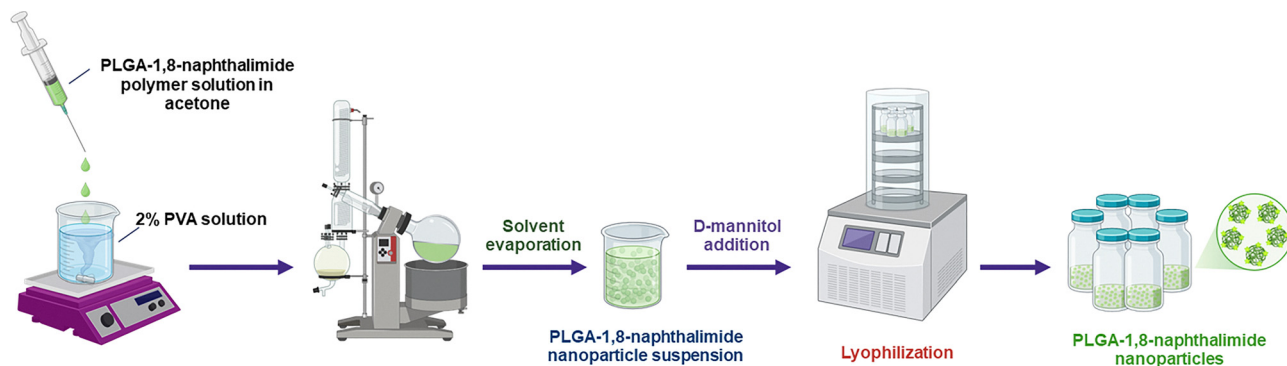 PLGA-1,8-naphthalimide
polymer solution in
acetone
2% PVA solution
Solvent
evaporation
PLGA-1,8-naphthalimide
nanoparticle suspension
D-mannitol
addition
Lyophilization
PLGA-1,8-naphthalimide
nanoparticles